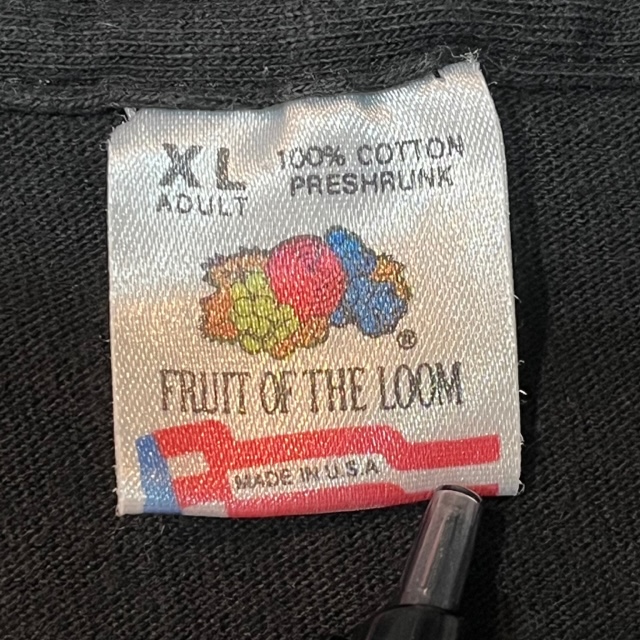 XL
ADULT
100% COTTON
PRESHRUNK
®
FRUIT OF THE LOOM
MADE IN U.S.A